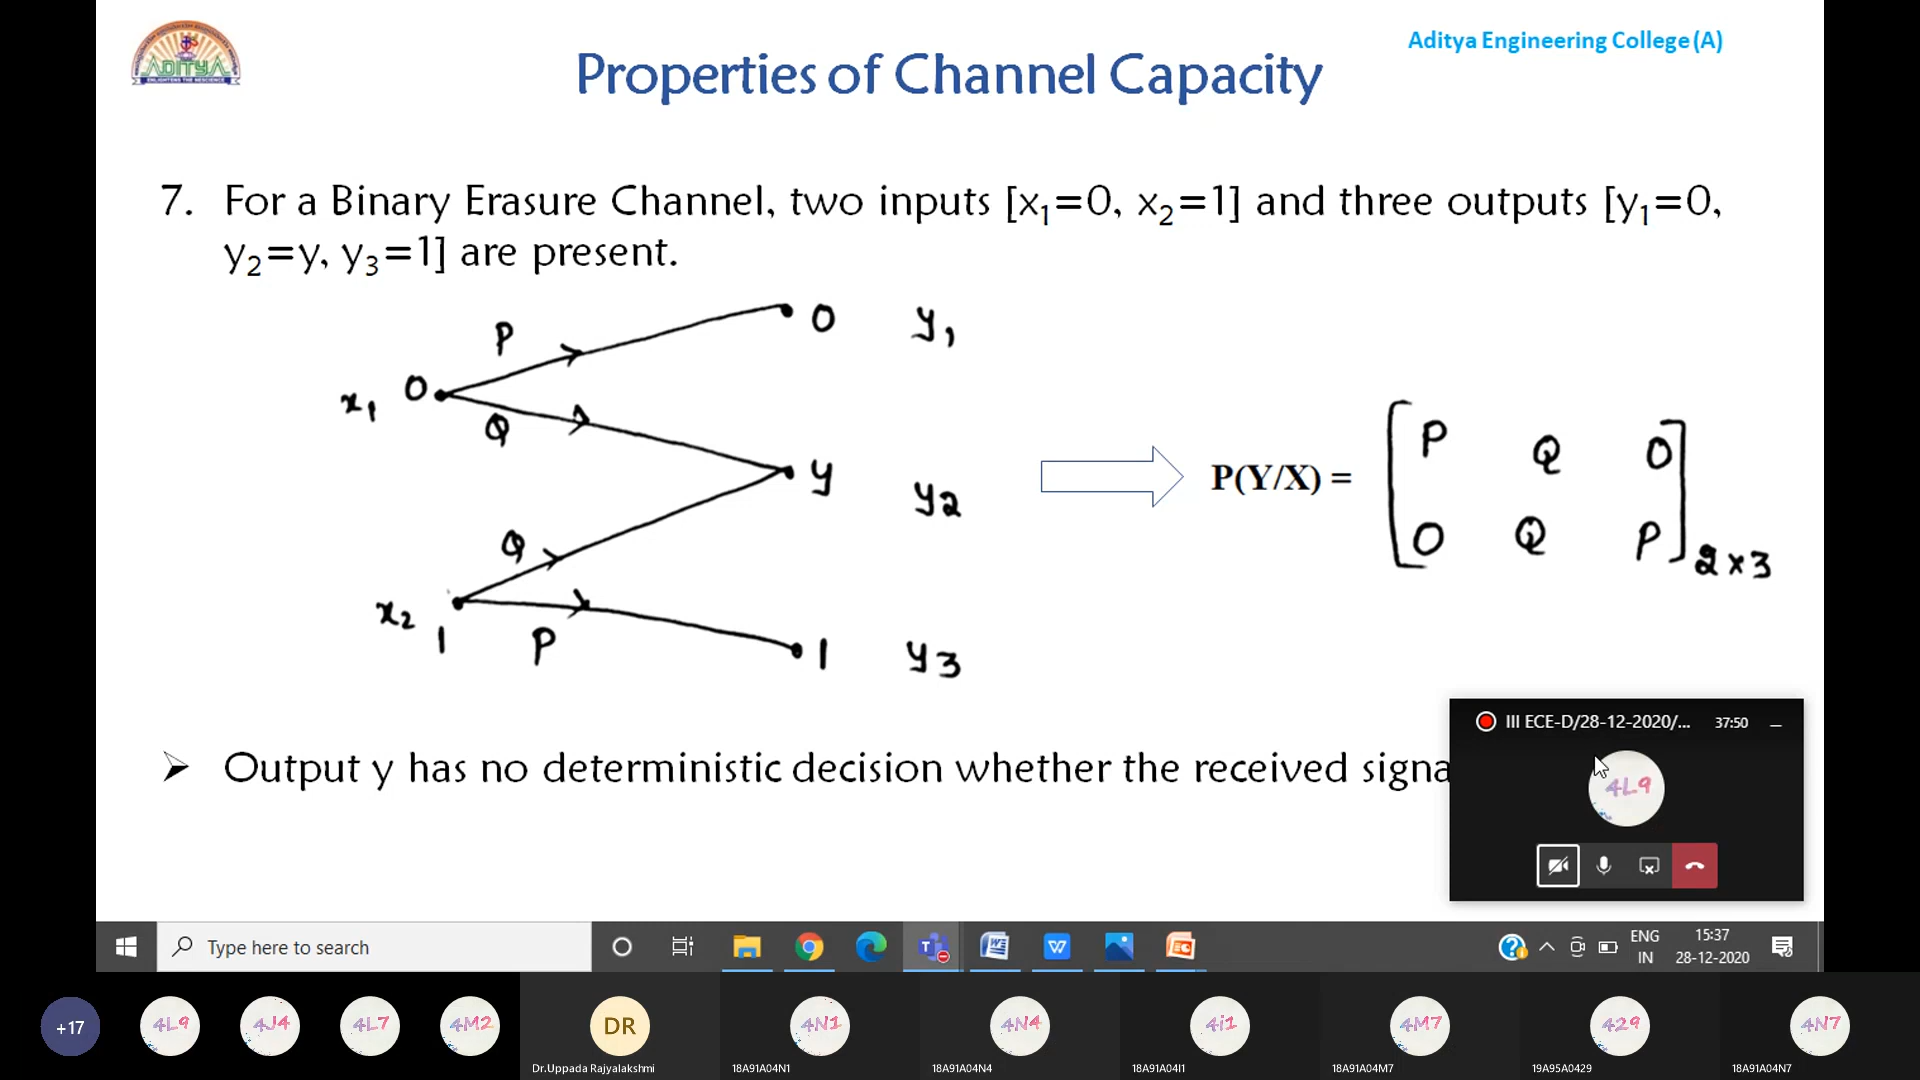 ADITYA
Aditya Engineering College (A)
Properties of Channel Capacity
7. For a Binary Erasure Channel, two inputs [x₁=0, x₂=1] and three outputs [y₁=0,
y₂=y, y₃=1] are present.
P
0 y₁
x₁ 0
Q
y y₂
Q
x₂ 1
P
1 y₃
P(Y/X) =
P Q 0
0 Q P
2×3
➢ Output y has no deterministic decision whether the received signa
III ECE-D/28-12-2020/... 37:50
4L9
Type here to search
ENG
IN
15:37
28-12-2020
+17
4L9
4J4
4L7
4M2
DR
Dr.Uppada Rajyalakshmi
4N1
18A91A04N1
4N4
18A91A04N4
4i1
18A91A04I1
4M7
18A91A04M7
429
19A95A0429
4N7
18A91A04N7